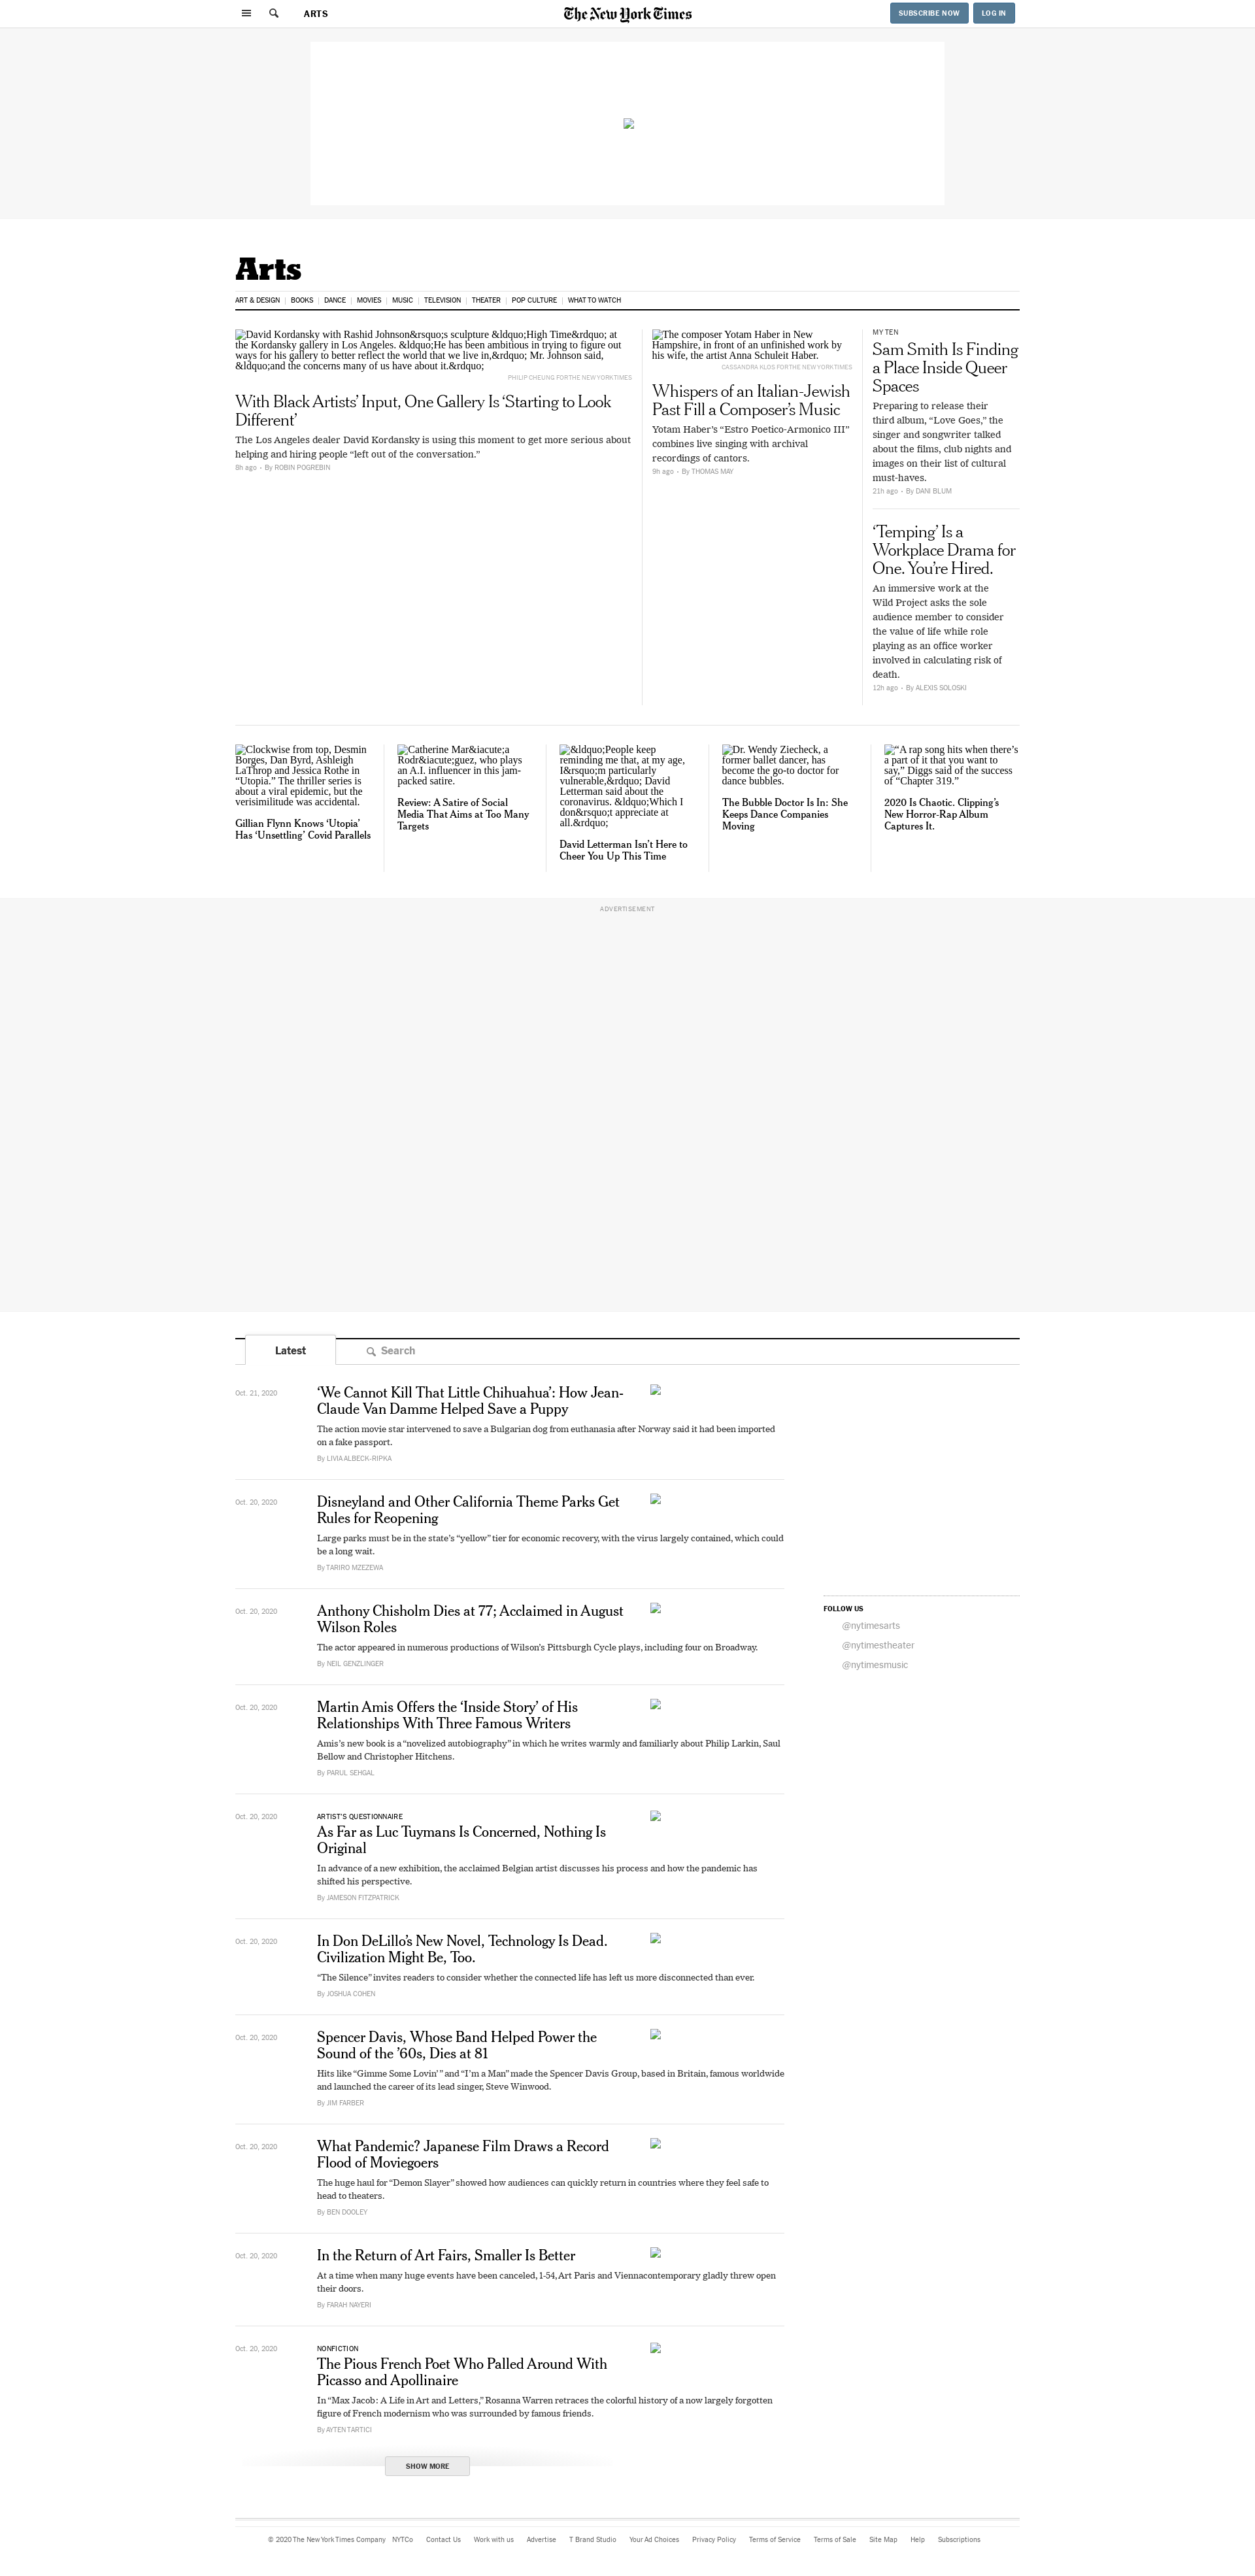 ARTS
The New York Times
SUBSCRIBE NOW
LOG IN
Arts
ART & DESIGN
BOOKS
DANCE
MOVIES
MUSIC
TELEVISION
THEATER
POP CULTURE
WHAT TO WATCH
David Kordansky with Rashid Johnson&rsquo;s sculpture &ldquo;High Time&rdquo; at
the Kordansky gallery in Los Angeles. &ldquo;He has been ambitious in trying to figure out
ways for his gallery to better reflect the world that we live in,&rdquo; Mr. Johnson said,
&ldquo;and the concerns many of us have about it.&rdquo;
PHILIP CHEUNG FOR THE NEW YORK TIMES
With Black Artists’ Input, One Gallery Is ‘Starting to Look
Different’
The Los Angeles dealer David Kordansky is using this moment to get more serious about
helping and hiring people “left out of the conversation.”
8h ago • By ROBIN POGREBIN
The composer Yotam Haber in New
Hampshire, in front of an unfinished work by
his wife, the artist Anna Schuleit Haber.
CASSANDRA KLOS FOR THE NEW YORK TIMES
Whispers of an Italian-Jewish
Past Fill a Composer’s Music
Yotam Haber’s “Estro Poetico-Armonico III”
combines live singing with archival
recordings of cantors.
9h ago • By THOMAS MAY
MY TEN
Sam Smith Is Finding
a Place Inside Queer
Spaces
Preparing to release their
third album, “Love Goes,” the
singer and songwriter talked
about the films, club nights and
images on their list of cultural
must-haves.
21h ago • By DANI BLUM
‘Temping’ Is a
Workplace Drama for
One. You’re Hired.
An immersive work at the
Wild Project asks the sole
audience member to consider
the value of life while role
playing as an office worker
involved in calculating risk of
death.
12h ago • By ALEXIS SOLOSKI
Clockwise from top, Desmin
Borges, Dan Byrd, Ashleigh
LaThrop and Jessica Rothe in
“Utopia.” The thriller series is
about a viral epidemic, but the
verisimilitude was accidental.
Gillian Flynn Knows ‘Utopia’
Has ‘Unsettling’ Covid Parallels
Catherine Mar&iacute;a
Rodr&iacute;guez, who plays
an A.I. influencer in this jam-
packed satire.
Review: A Satire of Social
Media That Aims at Too Many
Targets
&ldquo;People keep
reminding me that, at my age,
I&rsquo;m particularly
vulnerable,&rdquo; David
Letterman said about the
coronavirus. &ldquo;Which I
don&rsquo;t appreciate at
all.&rdquo;
David Letterman Isn’t Here to
Cheer You Up This Time
Dr. Wendy Ziecheck, a
former ballet dancer, has
become the go-to doctor for
dance bubbles.
The Bubble Doctor Is In: She
Keeps Dance Companies
Moving
“A rap song hits when there’s
a part of it that you want to
say,” Diggs said of the success
of “Chapter 319.”
2020 Is Chaotic. Clipping’s
New Horror-Rap Album
Captures It.
ADVERTISEMENT
Latest
Search
Oct. 21, 2020
‘We Cannot Kill That Little Chihuahua’: How Jean-
Claude Van Damme Helped Save a Puppy
The action movie star intervened to save a Bulgarian dog from euthanasia after Norway said it had been imported
on a fake passport.
By LIVIA ALBECK-RIPKA
Oct. 20, 2020
Disneyland and Other California Theme Parks Get
Rules for Reopening
Large parks must be in the state’s “yellow” tier for economic recovery, with the virus largely contained, which could
be a long wait.
By TARIRO MZEZEWA
Oct. 20, 2020
Anthony Chisholm Dies at 77; Acclaimed in August
Wilson Roles
The actor appeared in numerous productions of Wilson’s Pittsburgh Cycle plays, including four on Broadway.
By NEIL GENZLINGER
FOLLOW US
@nytimesarts
@nytimestheater
@nytimesmusic
Oct. 20, 2020
Martin Amis Offers the ‘Inside Story’ of His
Relationships With Three Famous Writers
Amis’s new book is a “novelized autobiography” in which he writes warmly and familiarly about Philip Larkin, Saul
Bellow and Christopher Hitchens.
By PARUL SEHGAL
Oct. 20, 2020
ARTIST’S QUESTIONNAIRE
As Far as Luc Tuymans Is Concerned, Nothing Is
Original
In advance of a new exhibition, the acclaimed Belgian artist discusses his process and how the pandemic has
shifted his perspective.
By JAMESON FITZPATRICK
Oct. 20, 2020
In Don DeLillo’s New Novel, Technology Is Dead.
Civilization Might Be, Too.
“The Silence” invites readers to consider whether the connected life has left us more disconnected than ever.
By JOSHUA COHEN
Oct. 20, 2020
Spencer Davis, Whose Band Helped Power the
Sound of the ’60s, Dies at 81
Hits like “Gimme Some Lovin’ ” and “I’m a Man” made the Spencer Davis Group, based in Britain, famous worldwide
and launched the career of its lead singer, Steve Winwood.
By JIM FARBER
Oct. 20, 2020
What Pandemic? Japanese Film Draws a Record
Flood of Moviegoers
The huge haul for “Demon Slayer” showed how audiences can quickly return in countries where they feel safe to
head to theaters.
By BEN DOOLEY
Oct. 20, 2020
In the Return of Art Fairs, Smaller Is Better
At a time when many huge events have been canceled, 1-54, Art Paris and Viennacontemporary gladly threw open
their doors.
By FARAH NAYERI
Oct. 20, 2020
NONFICTION
The Pious French Poet Who Palled Around With
Picasso and Apollinaire
In “Max Jacob: A Life in Art and Letters,” Rosanna Warren retraces the colorful history of a now largely forgotten
figure of French modernism who was surrounded by famous friends.
By AYTEN TARTICI
SHOW MORE
© 2020 The New York Times Company
NYTCo
Contact Us
Work with us
Advertise
T Brand Studio
Your Ad Choices
Privacy Policy
Terms of Service
Terms of Sale
Site Map
Help
Subscriptions